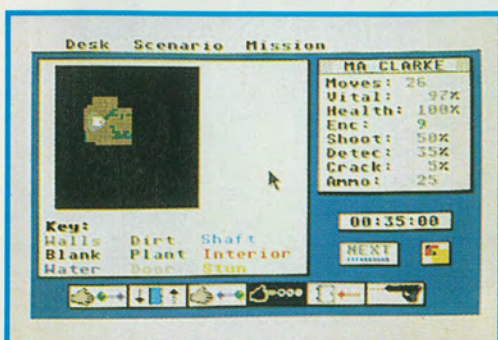 Desk Scenario Mission
MA CLARKE
Moves: 26
Vital: 97%
Health: 100%
Enc: 9
Shoot: 50%
Detec: 35%
Crack: 5%
Ammo: 25
Key:
Walls Dirt Shaft
Blank Plant Interior
Water Door Stun
00:35:00
NEXT